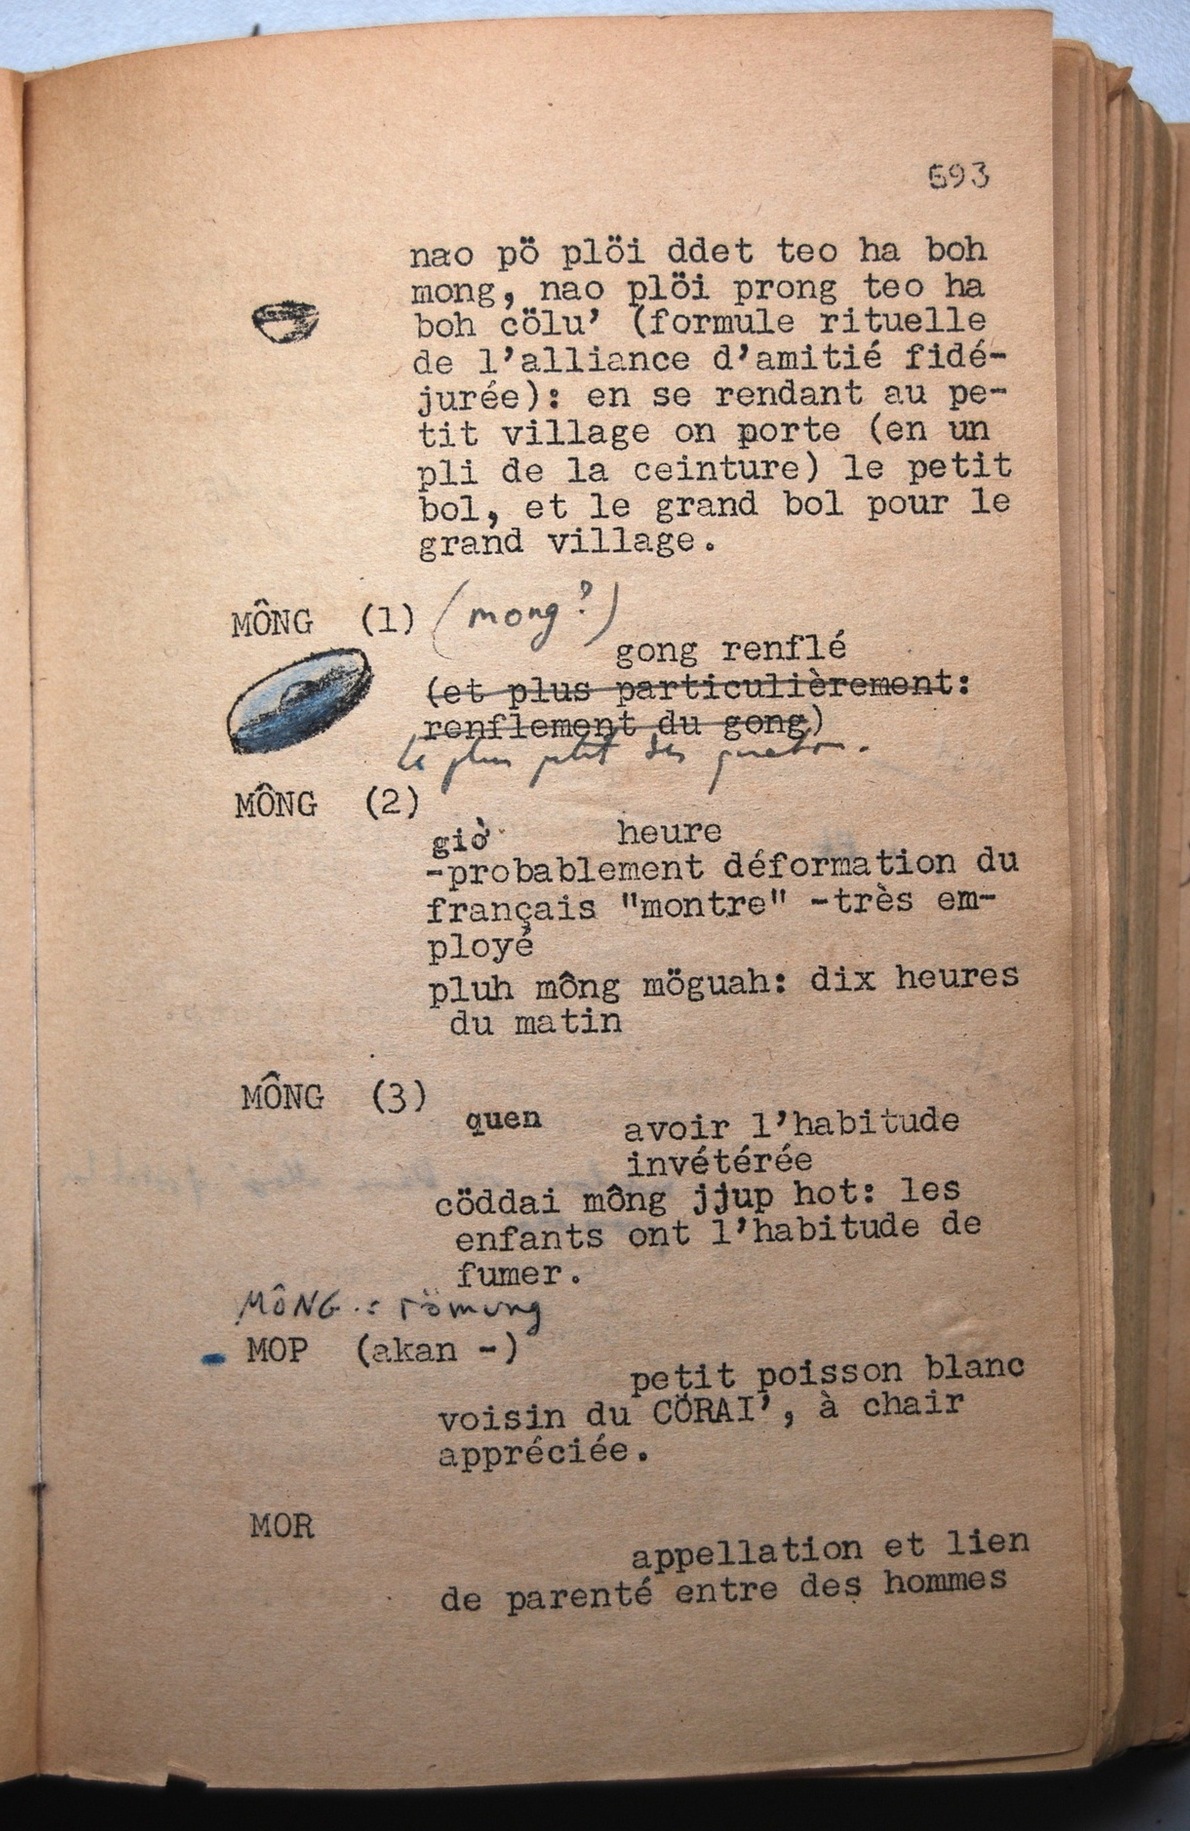 693
nao pö plöi ddet teo ha boh
mong, nao plöi prong teo ha
boh cölu' (formule rituelle
de l'alliance d'amitié fidé-
jurée): en se rendant au pe-
tit village on porte (en un
pli de la ceinture) le petit
bol, et le grand bol pour le
grand village.
MÔNG (1) (mong?)
gong renflé
(et plus particulièrement:
renflement du gong)
le plus petit des quatre.
MÔNG (2)
giờ heure
-probablement déformation du
français "montre" -très em-
ployé
pluh mông möguah: dix heures
du matin
MÔNG (3)
quen avoir l'habitude
invétérée
cöddai mông jjup hot: les
enfants ont l'habitude de
fumer.
MÔNG : römung
MOP (akan -)
petit poisson blanc
voisin du CÖRAI', à chair
appréciée.
MOR
appellation et lien
de parenté entre des hommes